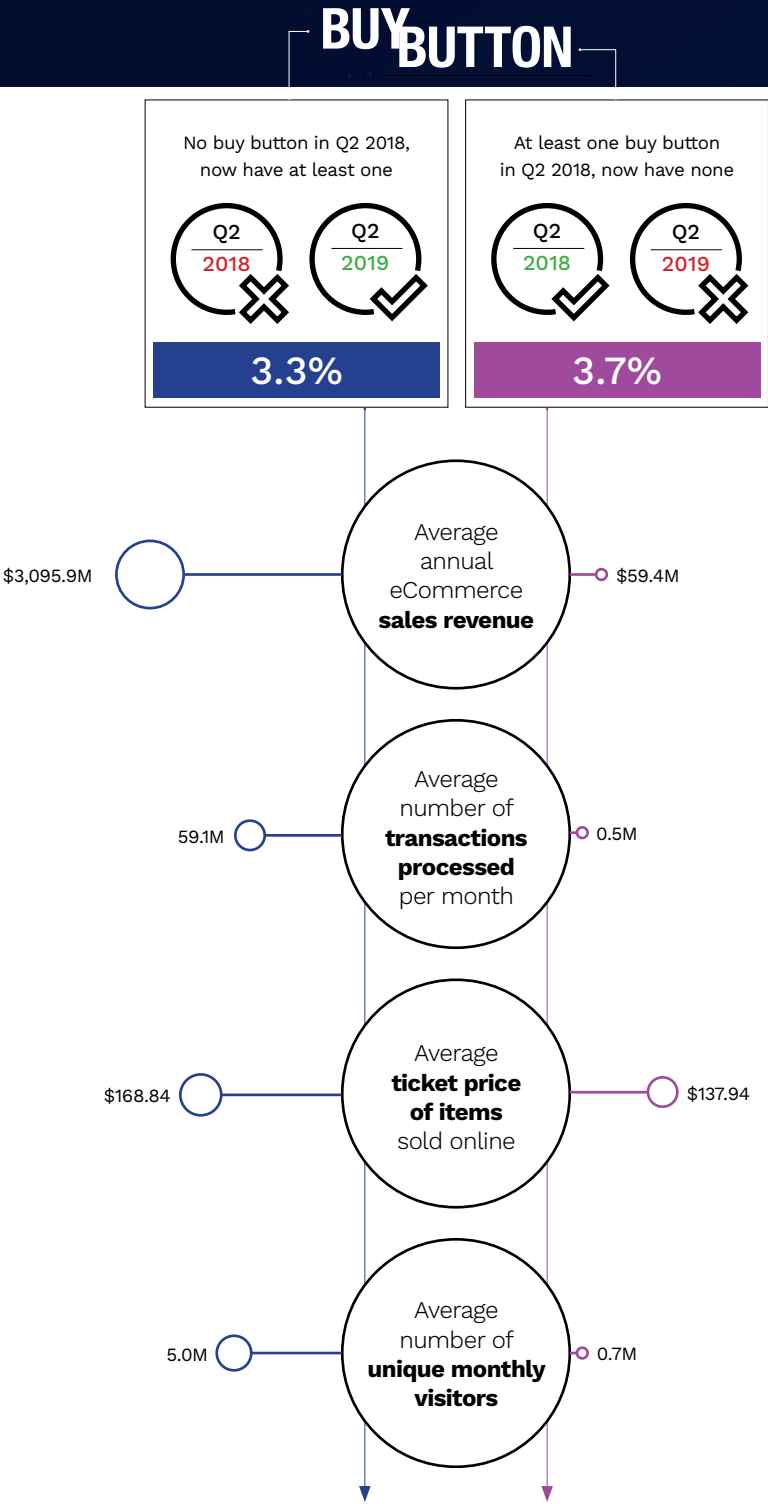 BUY
BUTTON
No buy button in Q2 2018,
now have at least one
Q2
2018
Q2
2019
3.3%
At least one buy button
in Q2 2018, now have none
Q2
2018
Q2
2019
3.7%
Average
annual
eCommerce
sales revenue
$3,095.9M
$59.4M
Average
number of
transactions
processed
per month
59.1M
0.5M
Average
ticket price
of items
sold online
$168.84
$137.94
Average
number of
unique monthly
visitors
5.0M
0.7M